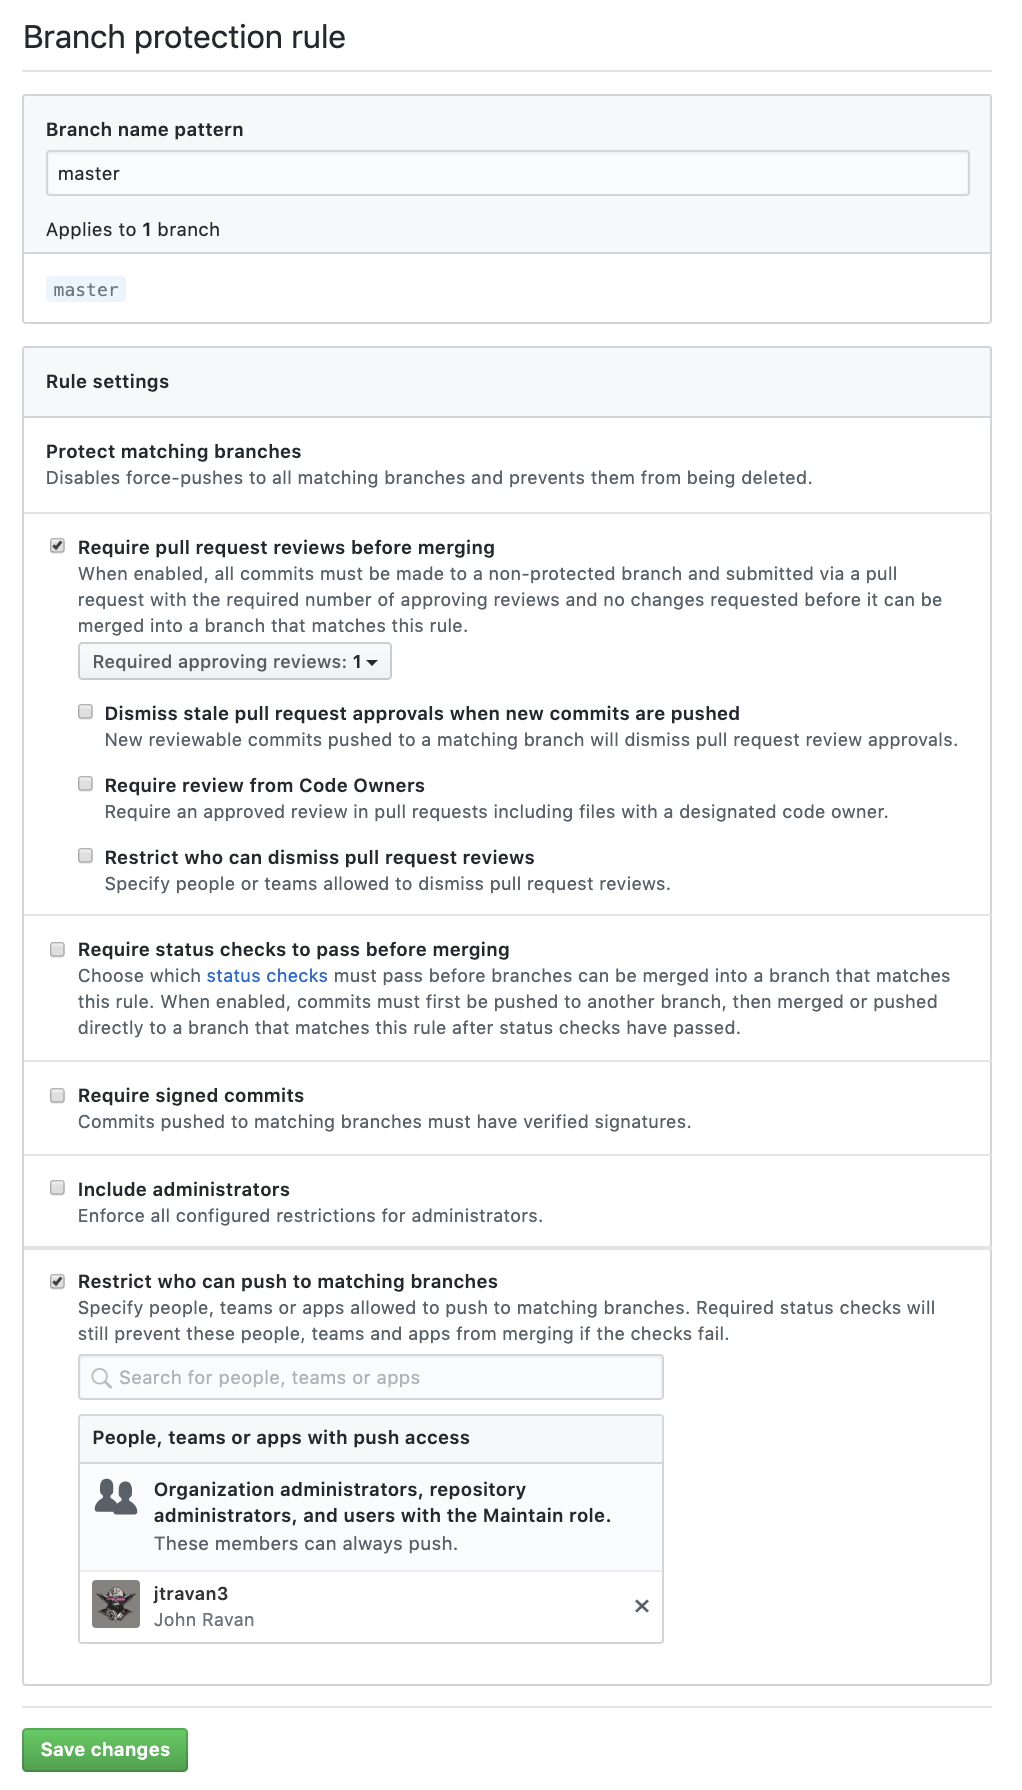 Branch protection rule
Branch name pattern
master
Applies to 1 branch
master
Rule settings
Protect matching branches
Disables force-pushes to all matching branches and prevents them from being deleted.
Require pull request reviews before merging
When enabled, all commits must be made to a non-protected branch and submitted via a pull
request with the required number of approving reviews and no changes requested before it can be
merged into a branch that matches this rule.
Required approving reviews: 1
Dismiss stale pull request approvals when new commits are pushed
New reviewable commits pushed to a matching branch will dismiss pull request review approvals.
Require review from Code Owners
Require an approved review in pull requests including files with a designated code owner.
Restrict who can dismiss pull request reviews
Specify people or teams allowed to dismiss pull request reviews.
Require status checks to pass before merging
Choose which status checks must pass before branches can be merged into a branch that matches
this rule. When enabled, commits must first be pushed to another branch, then merged or pushed
directly to a branch that matches this rule after status checks have passed.
Require signed commits
Commits pushed to matching branches must have verified signatures.
Include administrators
Enforce all configured restrictions for administrators.
Restrict who can push to matching branches
Specify people, teams or apps allowed to push to matching branches. Required status checks will
still prevent these people, teams and apps from merging if the checks fail.
Search for people, teams or apps
People, teams or apps with push access
Organization administrators, repository
administrators, and users with the Maintain role.
These members can always push.
jtravan3
John Ravan
Save changes